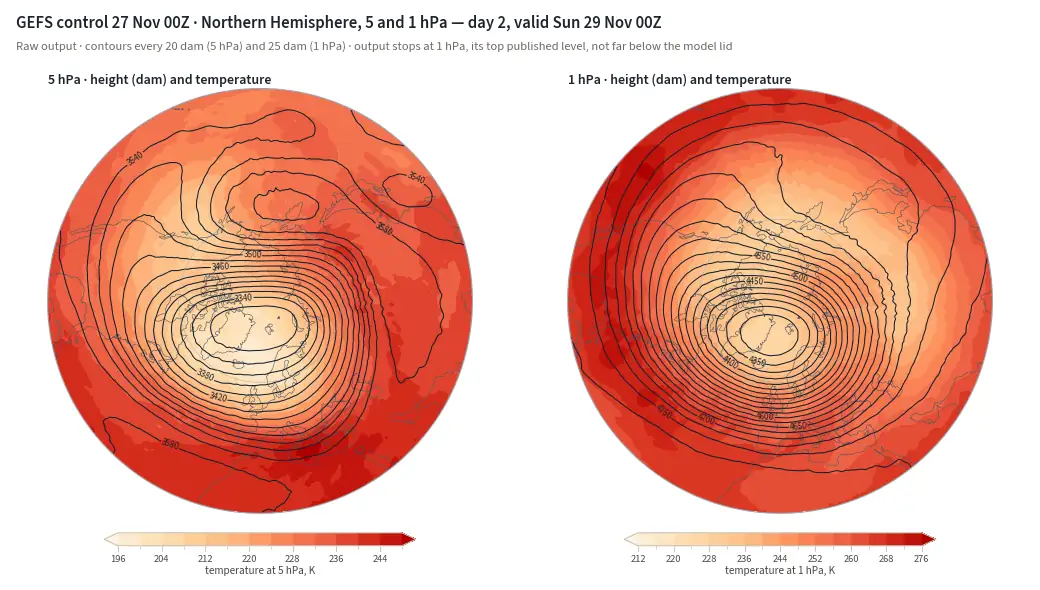 GEFS control 27 Nov 00Z · Northern Hemisphere, 5 and 1 hPa — day 2, valid Sun 29 Nov 00Z
Raw output · contours every 20 dam (5 hPa) and 25 dam (1 hPa) · output stops at 1 hPa, its top published level, not far below the model lid
5 hPa · height (dam) and temperature
3540
3540
3580
3500
3460
3340
3380
3420
3580
196 204 212 220 228 236 244
temperature at 5 hPa, K
1 hPa · height (dam) and temperature
4550
4500
4450
4400
4350
4600
4650
212 220 228 236 244 252 260 268 276
temperature at 1 hPa, K